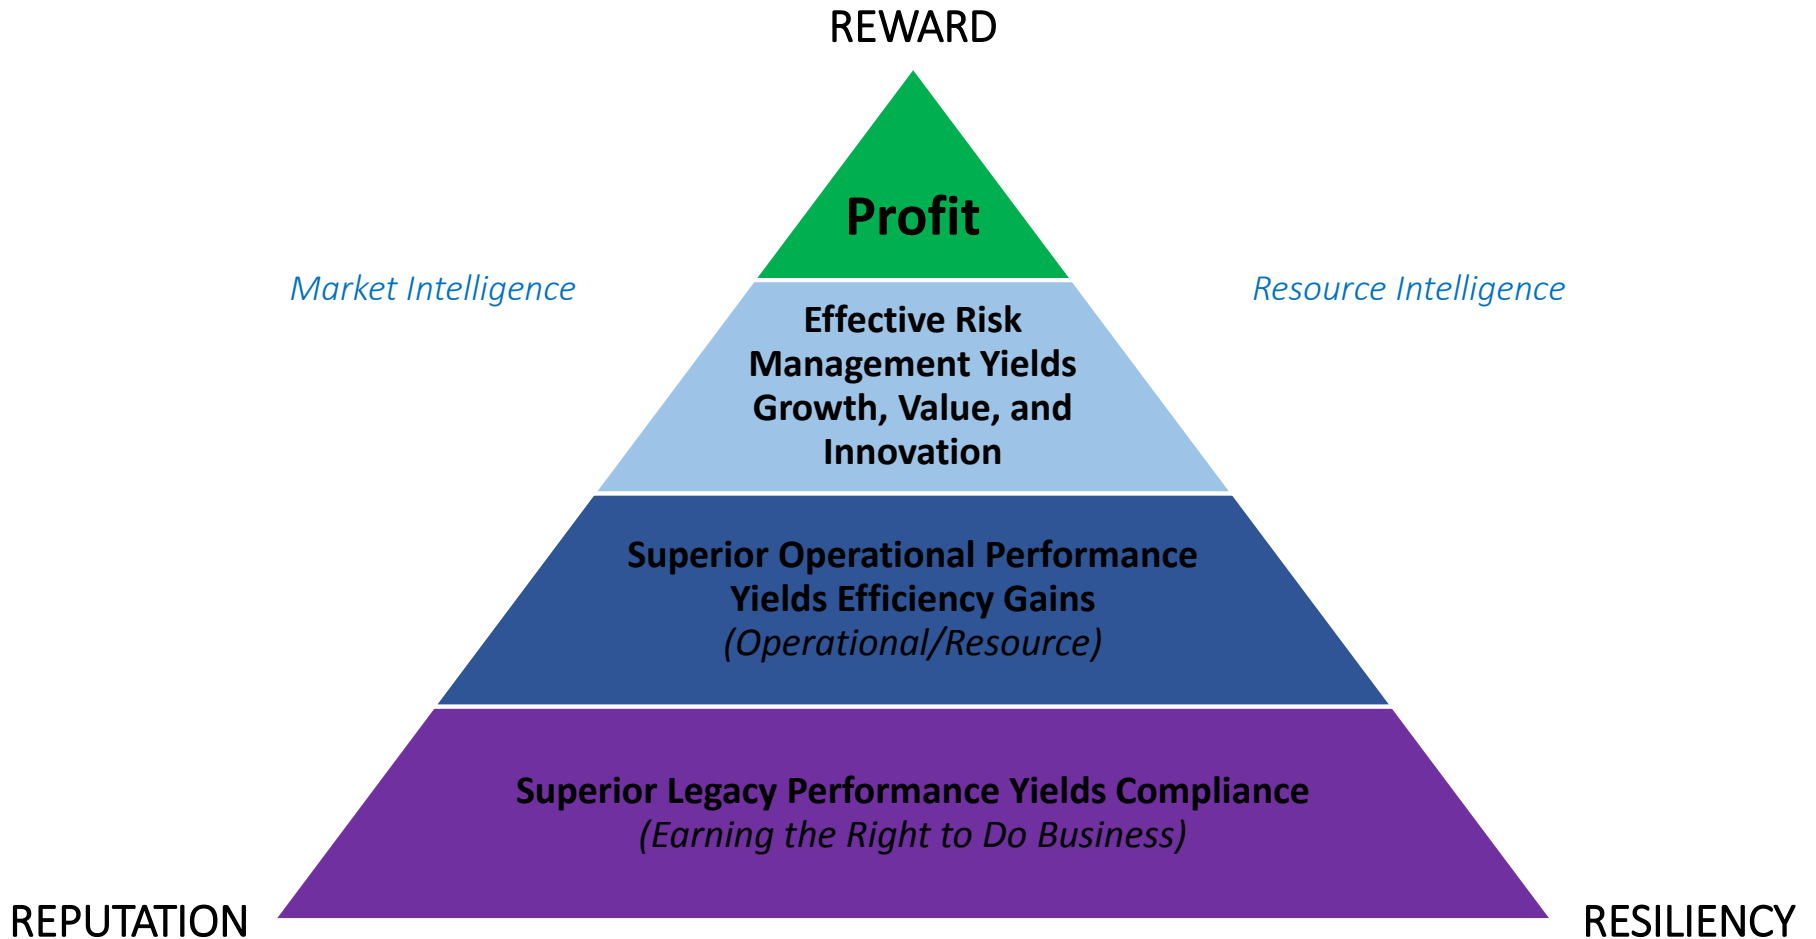 REWARD
Profit
Market Intelligence
Resource Intelligence
Effective Risk
Management Yields
Growth, Value, and
Innovation
Superior Operational Performance
Yields Efficiency Gains
(Operational/Resource)
Superior Legacy Performance Yields Compliance
(Earning the Right to Do Business)
REPUTATION
RESILIENCY